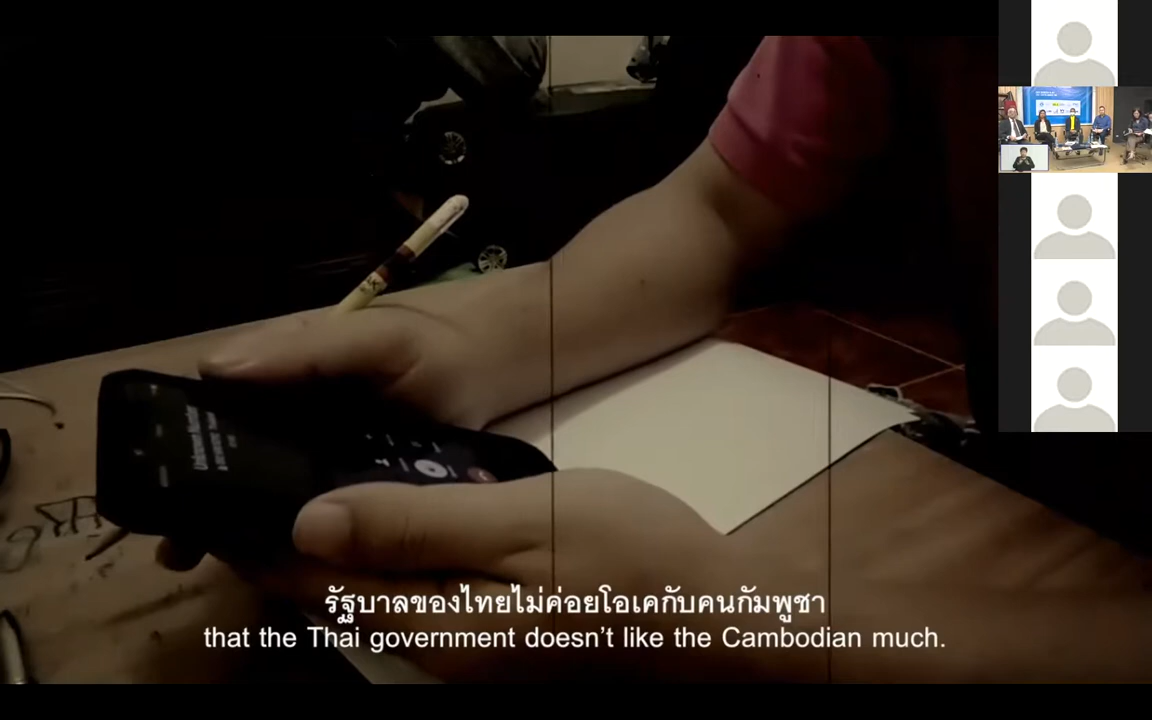 รัฐบาลของไทยไม่ค่อยโอเคกับคนกัมพูชา
that the Thai government doesn’t like the Cambodian much.